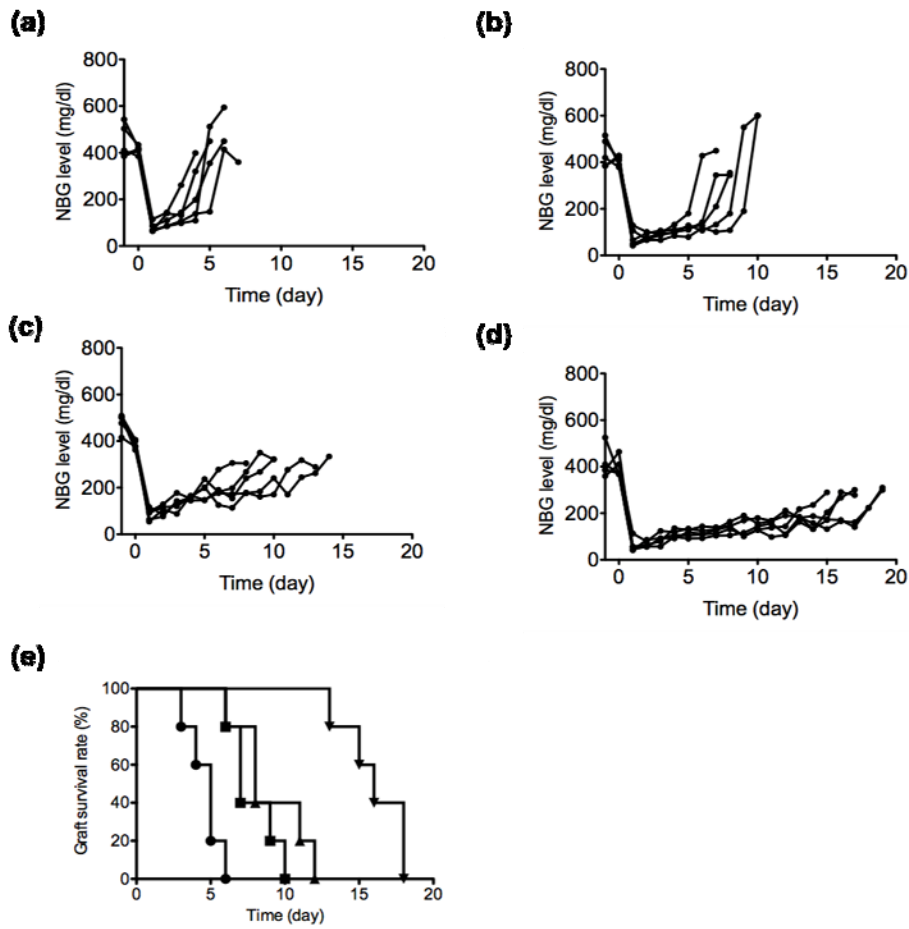 (a)
800
600
400
200
0
NBG level (mg/dl)
0 5 10 15 20
Time (day)
(b)
800
600
400
200
0
NBG level (mg/dl)
0 5 10 15 20
Time (day)
(c)
800
600
400
200
0
NBG level (mg/dl)
0 5 10 15 20
Time (day)
(d)
800
600
400
200
0
NBG level (mg/dl)
0 5 10 15 20
Time (day)
(e)
100
80
60
40
20
0
Graft survival rate (%)
0 5 10 15 20
Time (day)